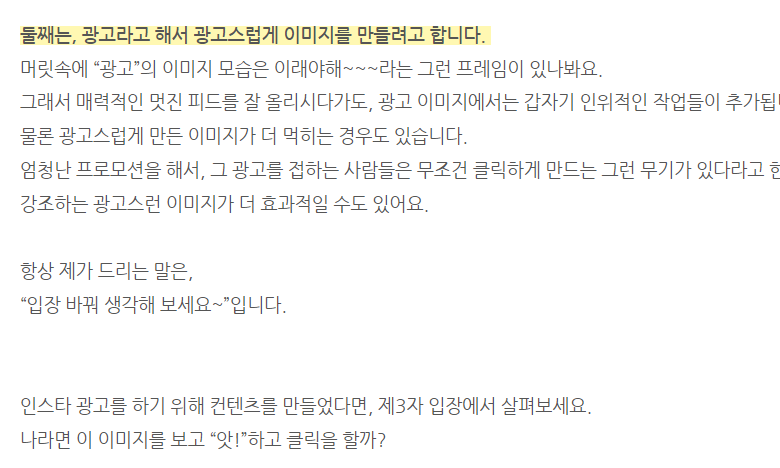 둘째는, 광고라고 해서 광고스럽게 이미지를 만들려고 합니다.
머릿속에 “광고”의 이미지 모습은 이래야해~~~라는 그런 프레임이 있나봐요.
그래서 매력적인 멋진 피드를 잘 올리시다가도, 광고 이미지에서는 갑자기 인위적인 작업들이 추가됩
물론 광고스럽게 만든 이미지가 더 먹히는 경우도 있습니다.
엄청난 프로모션을 해서, 그 광고를 접하는 사람들은 무조건 클릭하게 만드는 그런 무기가 있다라고 한
강조하는 광고스런 이미지가 더 효과적일 수도 있어요.
항상 제가 드리는 말은,
“입장 바꿔 생각해 보세요~”입니다.
인스타 광고를 하기 위해 컨텐츠를 만들었다면, 제3자 입장에서 살펴보세요.
나라면 이 이미지를 보고 “앗!”하고 클릭을 할까?